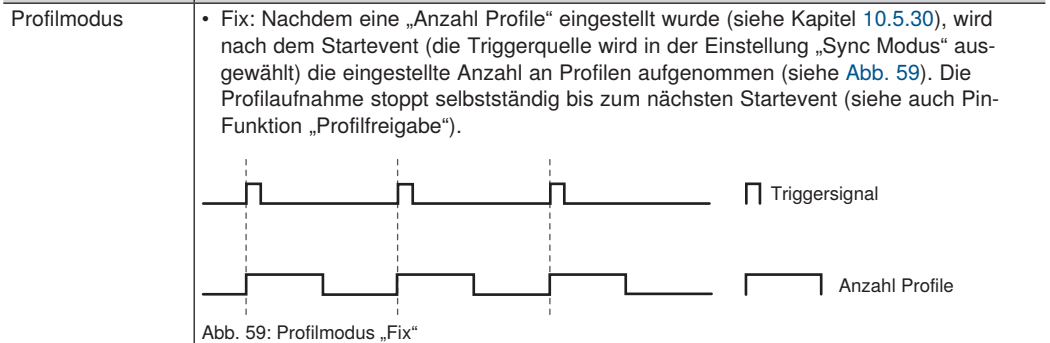 Profilmodus
• Fix: Nachdem eine „Anzahl Profile“ eingestellt wurde (siehe Kapitel 10.5.30), wird
nach dem Startevent (die Triggerquelle wird in der Einstellung „Sync Modus“ aus-
gewählt) die eingestellte Anzahl an Profilen aufgenommen (siehe Abb. 59). Die
Profilaufnahme stoppt selbstständig bis zum nächsten Startevent (siehe auch Pin-
Funktion „Profilfreigabe“).
Triggersignal
Anzahl Profile
Abb. 59: Profilmodus „Fix“